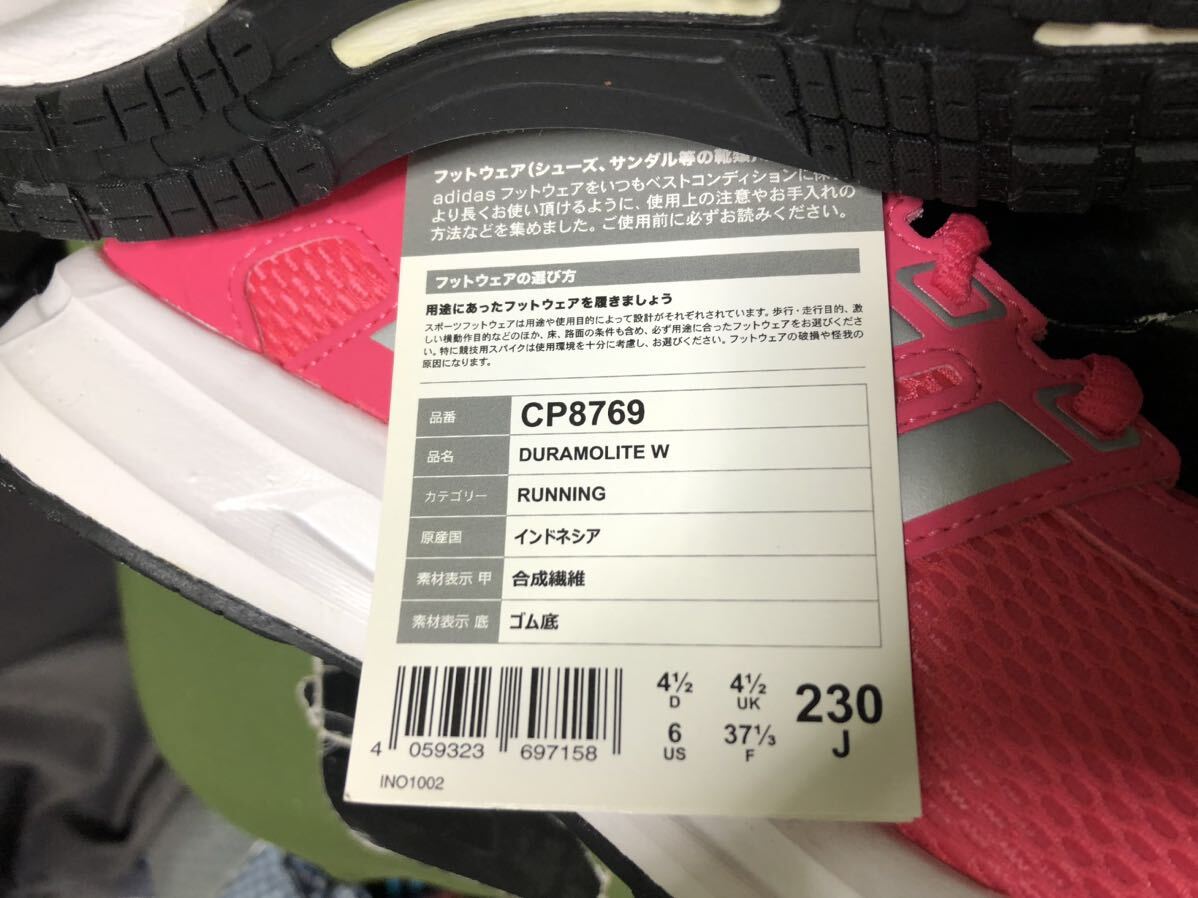 フットウェア(シューズ、サンダル等の靴類
adidas フットウェアをいつもベストコンディションに保
より長くお使い頂けるように、使用上の注意やお手入れの
方法などを集めました。ご使用前に必ずお読みください。
フットウェアの選び方
用途にあったフットウェアを履きましょう
スポーツフットウェアは用途や使用目的によって設計がそれぞれされています。歩行・走行目的、激
しい横動作目的などのほか、床、路面の条件も含め、必ず用途に合ったフットウェアをお選びくださ
い。特に競技用スパイクは使用環境を十分に考慮し、お選びください。フットウェアの破損や怪我の
原因になります。
品番 CP8769
品名 DURAMOLITE W
カテゴリー RUNNING
原産国 インドネシア
素材表示 甲 合成繊維
素材表示 底 ゴム底
4½ D 4½ UK 230 J
6 US 37⅓ F
4 059323 697158
INO1002